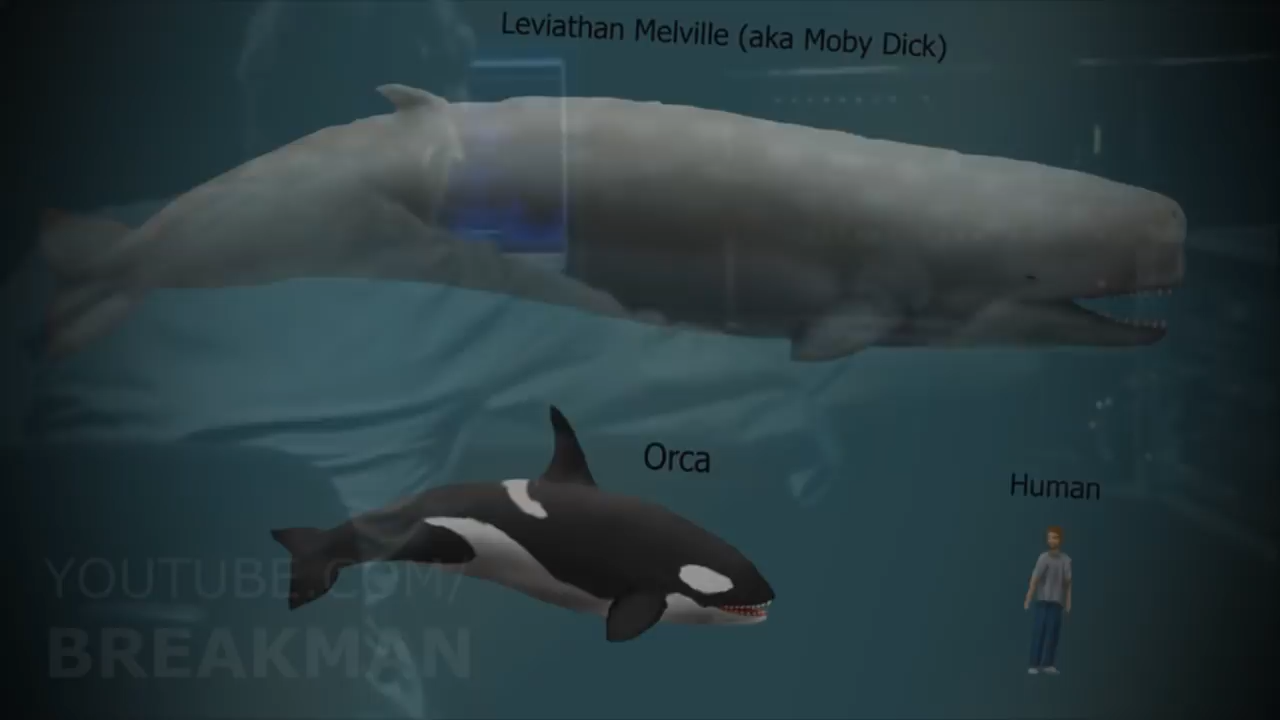 Leviathan Melville (aka Moby Dick)
Orca
Human
YOUTUBE.COM/
BREAKMAN